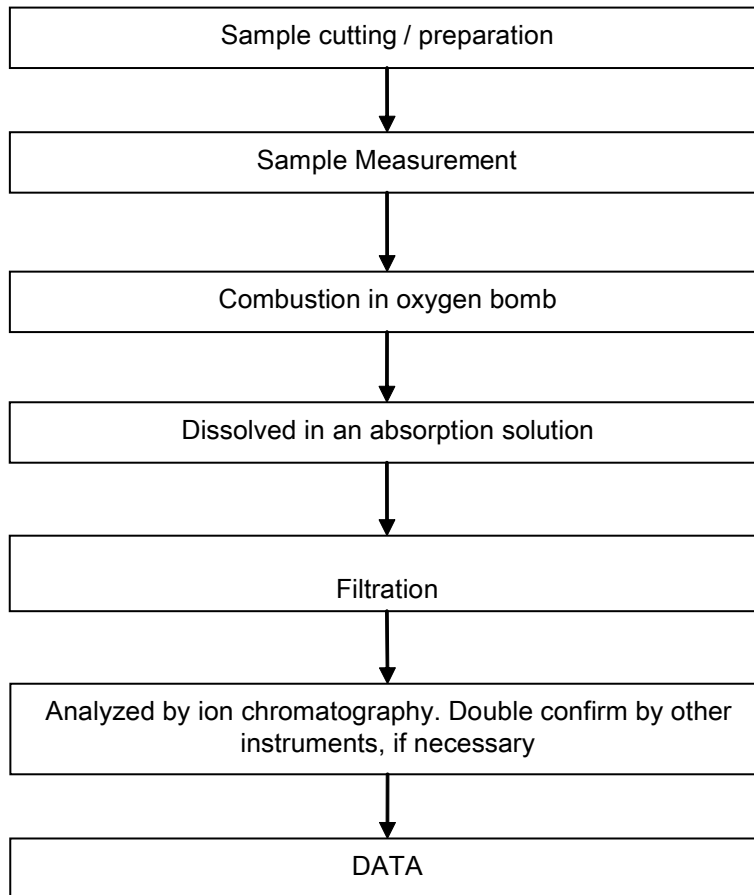 Sample cutting / preparation
Sample Measurement
Combustion in oxygen bomb
Dissolved in an absorption solution
Filtration
Analyzed by ion chromatography. Double confirm by other
instruments, if necessary
DATA